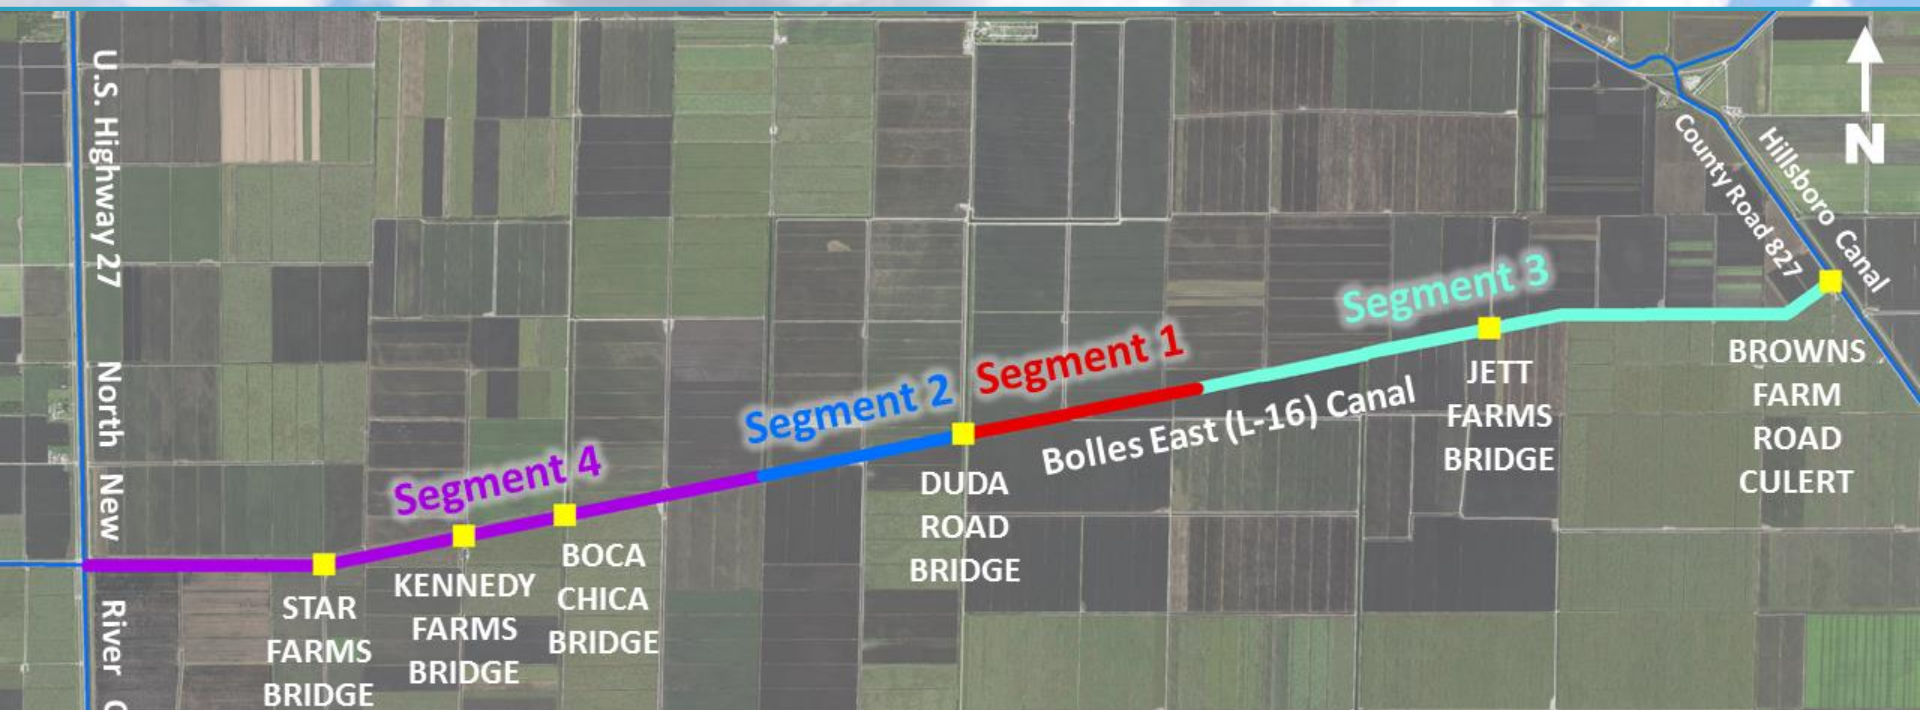 U.S. Highway 27
North New
River C
Segment 4
Segment 2
Segment 1
Segment 3
Bolles East (L-16) Canal
County Road 827
Hillsboro Canal
N
STAR
FARMS
BRIDGE
KENNEDY
FARMS
BRIDGE
BOCA
CHICA
BRIDGE
DUDA
ROAD
BRIDGE
JETT
FARMS
BRIDGE
BROWNS
FARM
ROAD
CULERT